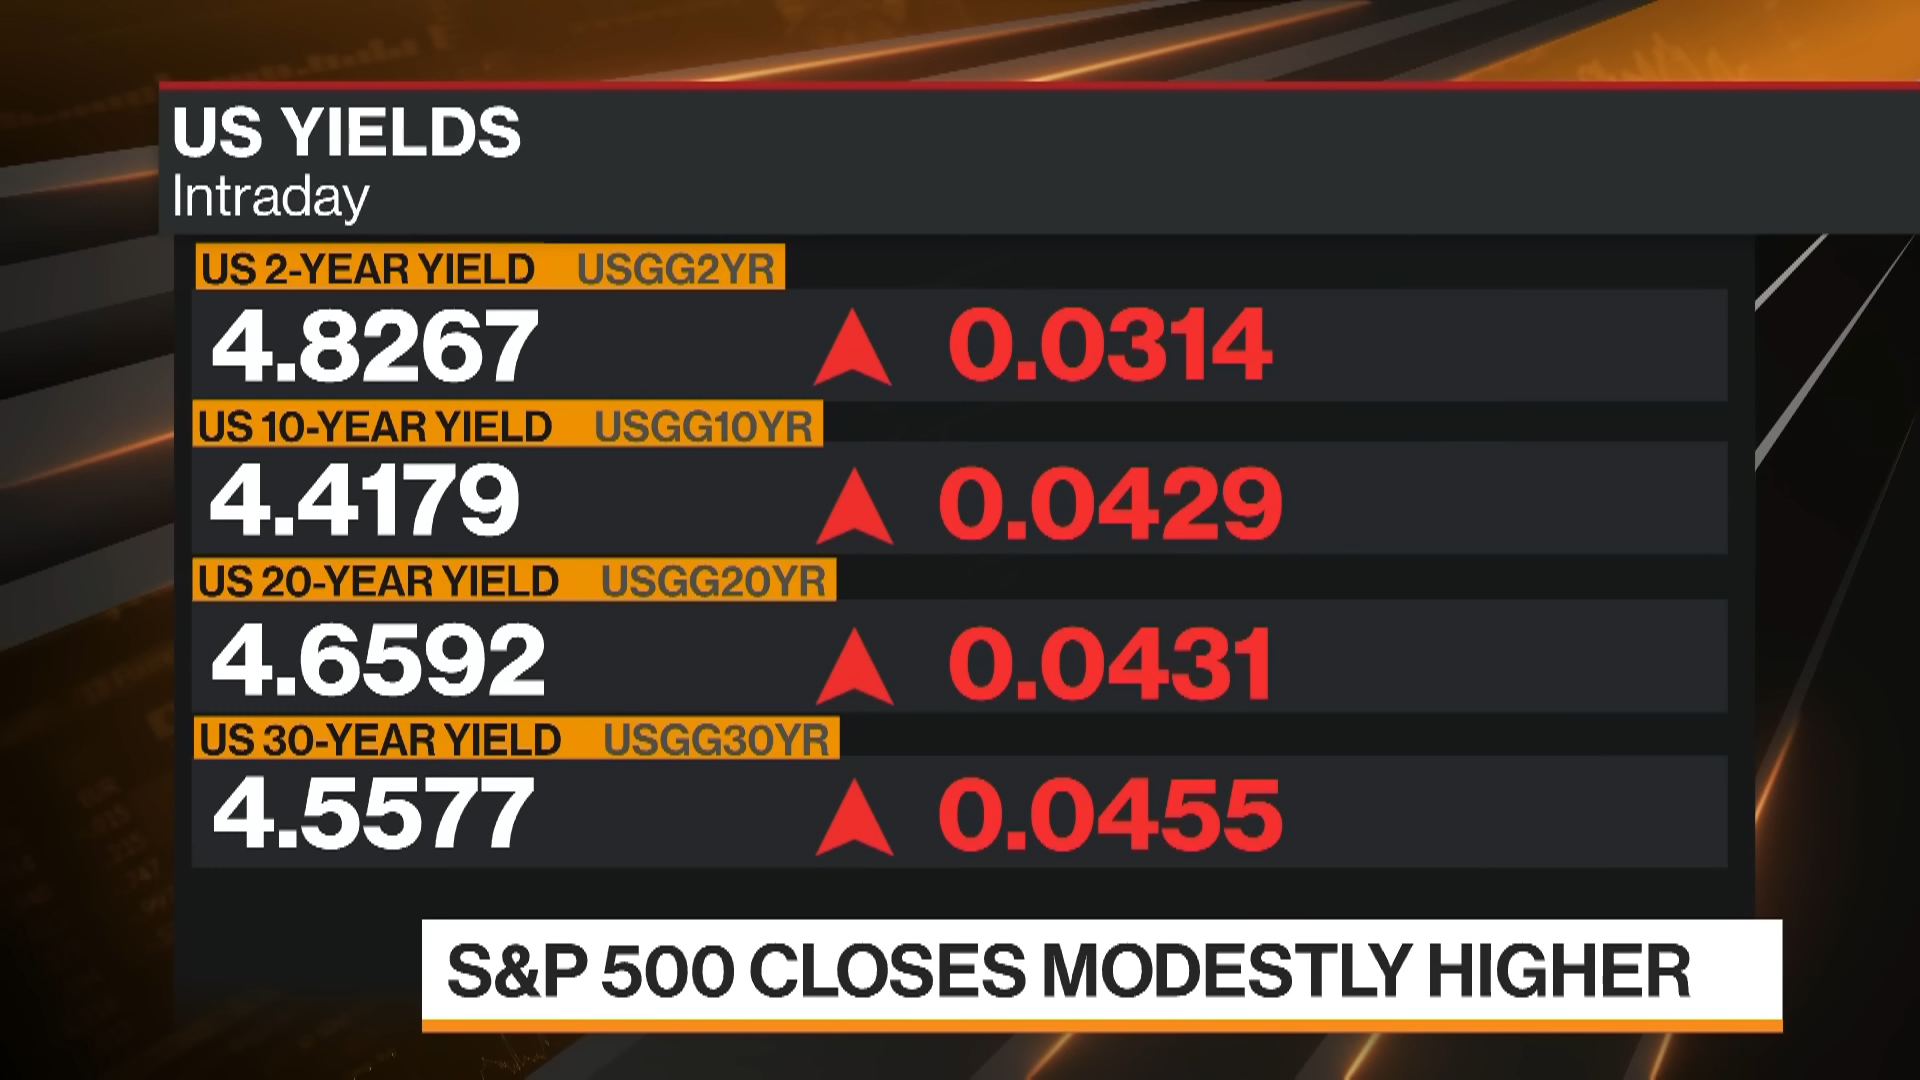 US YIELDS
Intraday
US 2-YEAR YIELD USGG2YR
4.8267 ▲ 0.0314
US 10-YEAR YIELD USGG10YR
4.4179 ▲ 0.0429
US 20-YEAR YIELD USGG20YR
4.6592 ▲ 0.0431
US 30-YEAR YIELD USGG30YR
4.5577 ▲ 0.0455
S&P 500 CLOSES MODESTLY HIGHER